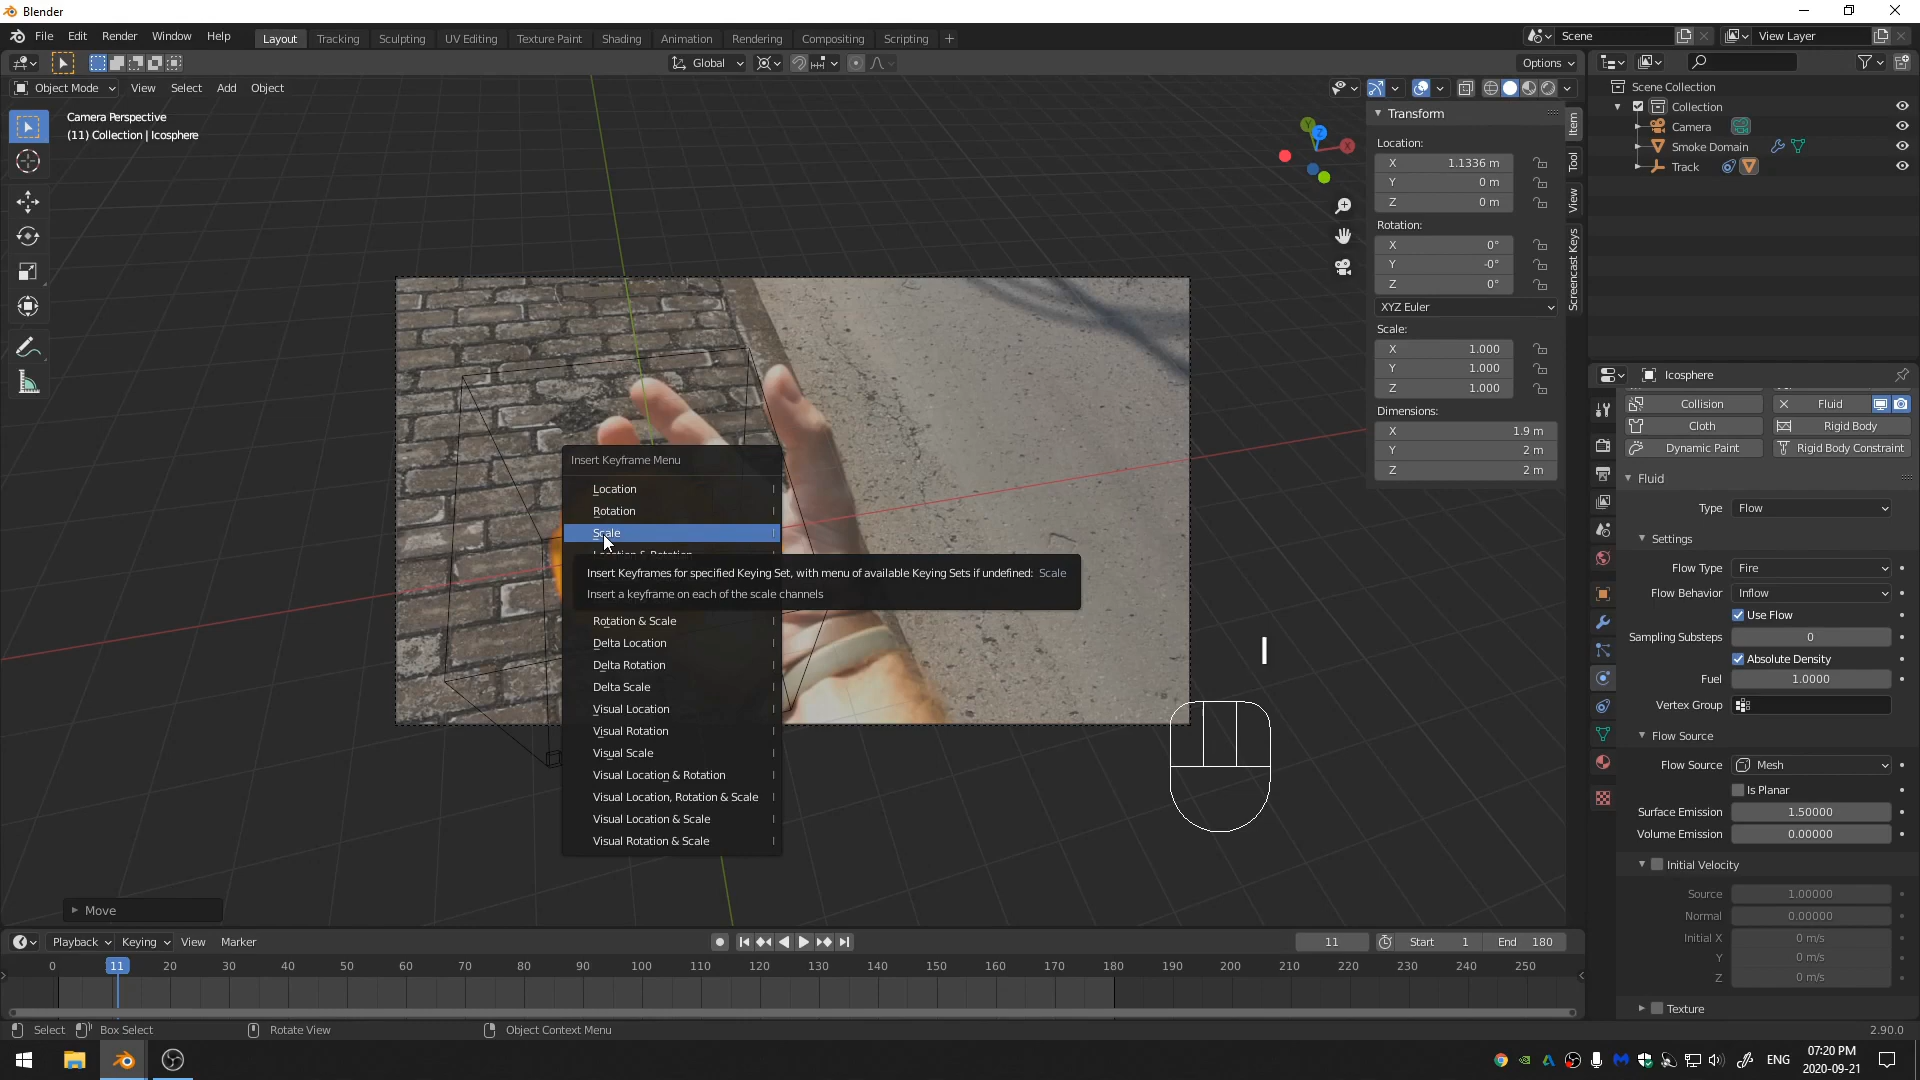 Blender
File Edit Render Window Help
Layout Tracking Sculpting UV Editing Texture Paint Shading Animation Rendering Compositing Scripting +
Scene
View Layer
Global
Options
Object Mode View Select Add Object
Camera Perspective
(11) Collection | Icosphere
Y Z X
Transform
Location:
X 1.1336 m
Y 0 m
Z 0 m
Rotation:
X 0°
Y -0°
Z 0°
XYZ Euler
Scale:
X 1.000
Y 1.000
Z 1.000
Dimensions:
X 1.9 m
Y 2 m
Z 2 m
Item
Tool
View
Screencast Keys
Scene Collection
Collection
Camera
Smoke Domain
Track
Insert Keyframe Menu
Location I
Rotation I
Scale I
Insert Keyframes for specified Keying Set, with menu of available Keying Sets if undefined: Scale
Insert a keyframe on each of the scale channels
Rotation & Scale I
Delta Location I
Delta Rotation I
Delta Scale I
Visual Location I
Visual Rotation I
Visual Scale I
Visual Location & Rotation I
Visual Location, Rotation & Scale I
Visual Location & Scale I
Visual Rotation & Scale I
I
Move
Icosphere
Collision Fluid
Cloth Rigid Body
Dynamic Paint Rigid Body Constraint
Fluid
Type Flow
Settings
Flow Type Fire
Flow Behavior Inflow
Use Flow
Sampling Substeps 0
Absolute Density
Fuel 1.0000
Vertex Group
Flow Source
Flow Source Mesh
Is Planar
Surface Emission 1.50000
Volume Emission 0.00000
Initial Velocity
Source 1.00000
Normal 0.00000
Initial X 0 m/s
Y 0 m/s
Z 0 m/s
Texture
Playback Keying View Marker
11 Start 1 End 180
0 11 20 30 40 50 60 70 80 90 100 110 120 130 140 150 160 170 180 190 200 210 220 230 240 250
Select Box Select Rotate View Object Context Menu
2.90.0
ENG
07:20 PM
2020-09-21